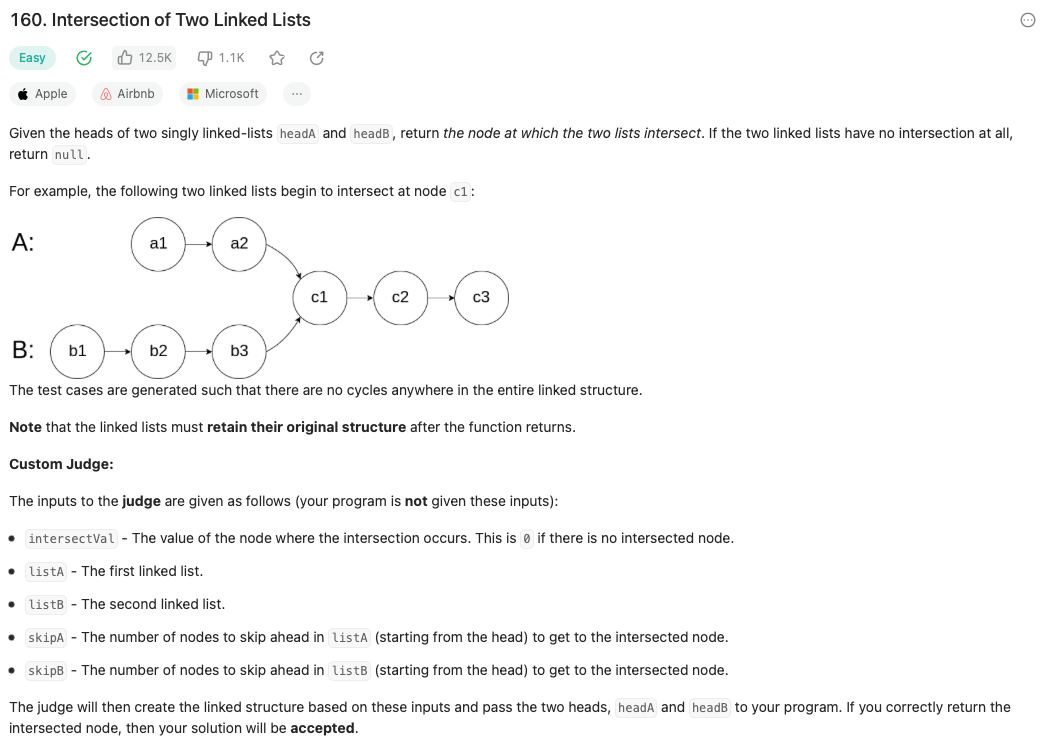 160. Intersection of Two Linked Lists
Easy 12.5K 1.1K
Apple Airbnb Microsoft ...
Given the heads of two singly linked-lists headA and headB, return the node at which the two lists intersect. If the two linked lists have no intersection at all,
return null.
For example, the following two linked lists begin to intersect at node c1:
A: a1 a2
c1 c2 c3
B: b1 b2 b3
The test cases are generated such that there are no cycles anywhere in the entire linked structure.
Note that the linked lists must retain their original structure after the function returns.
Custom Judge:
The inputs to the judge are given as follows (your program is not given these inputs):
• intersectVal - The value of the node where the intersection occurs. This is 0 if there is no intersected node.
• listA - The first linked list.
• listB - The second linked list.
• skipA - The number of nodes to skip ahead in listA (starting from the head) to get to the intersected node.
• skipB - The number of nodes to skip ahead in listB (starting from the head) to get to the intersected node.
The judge will then create the linked structure based on these inputs and pass the two heads, headA and headB to your program. If you correctly return the
intersected node, then your solution will be accepted.